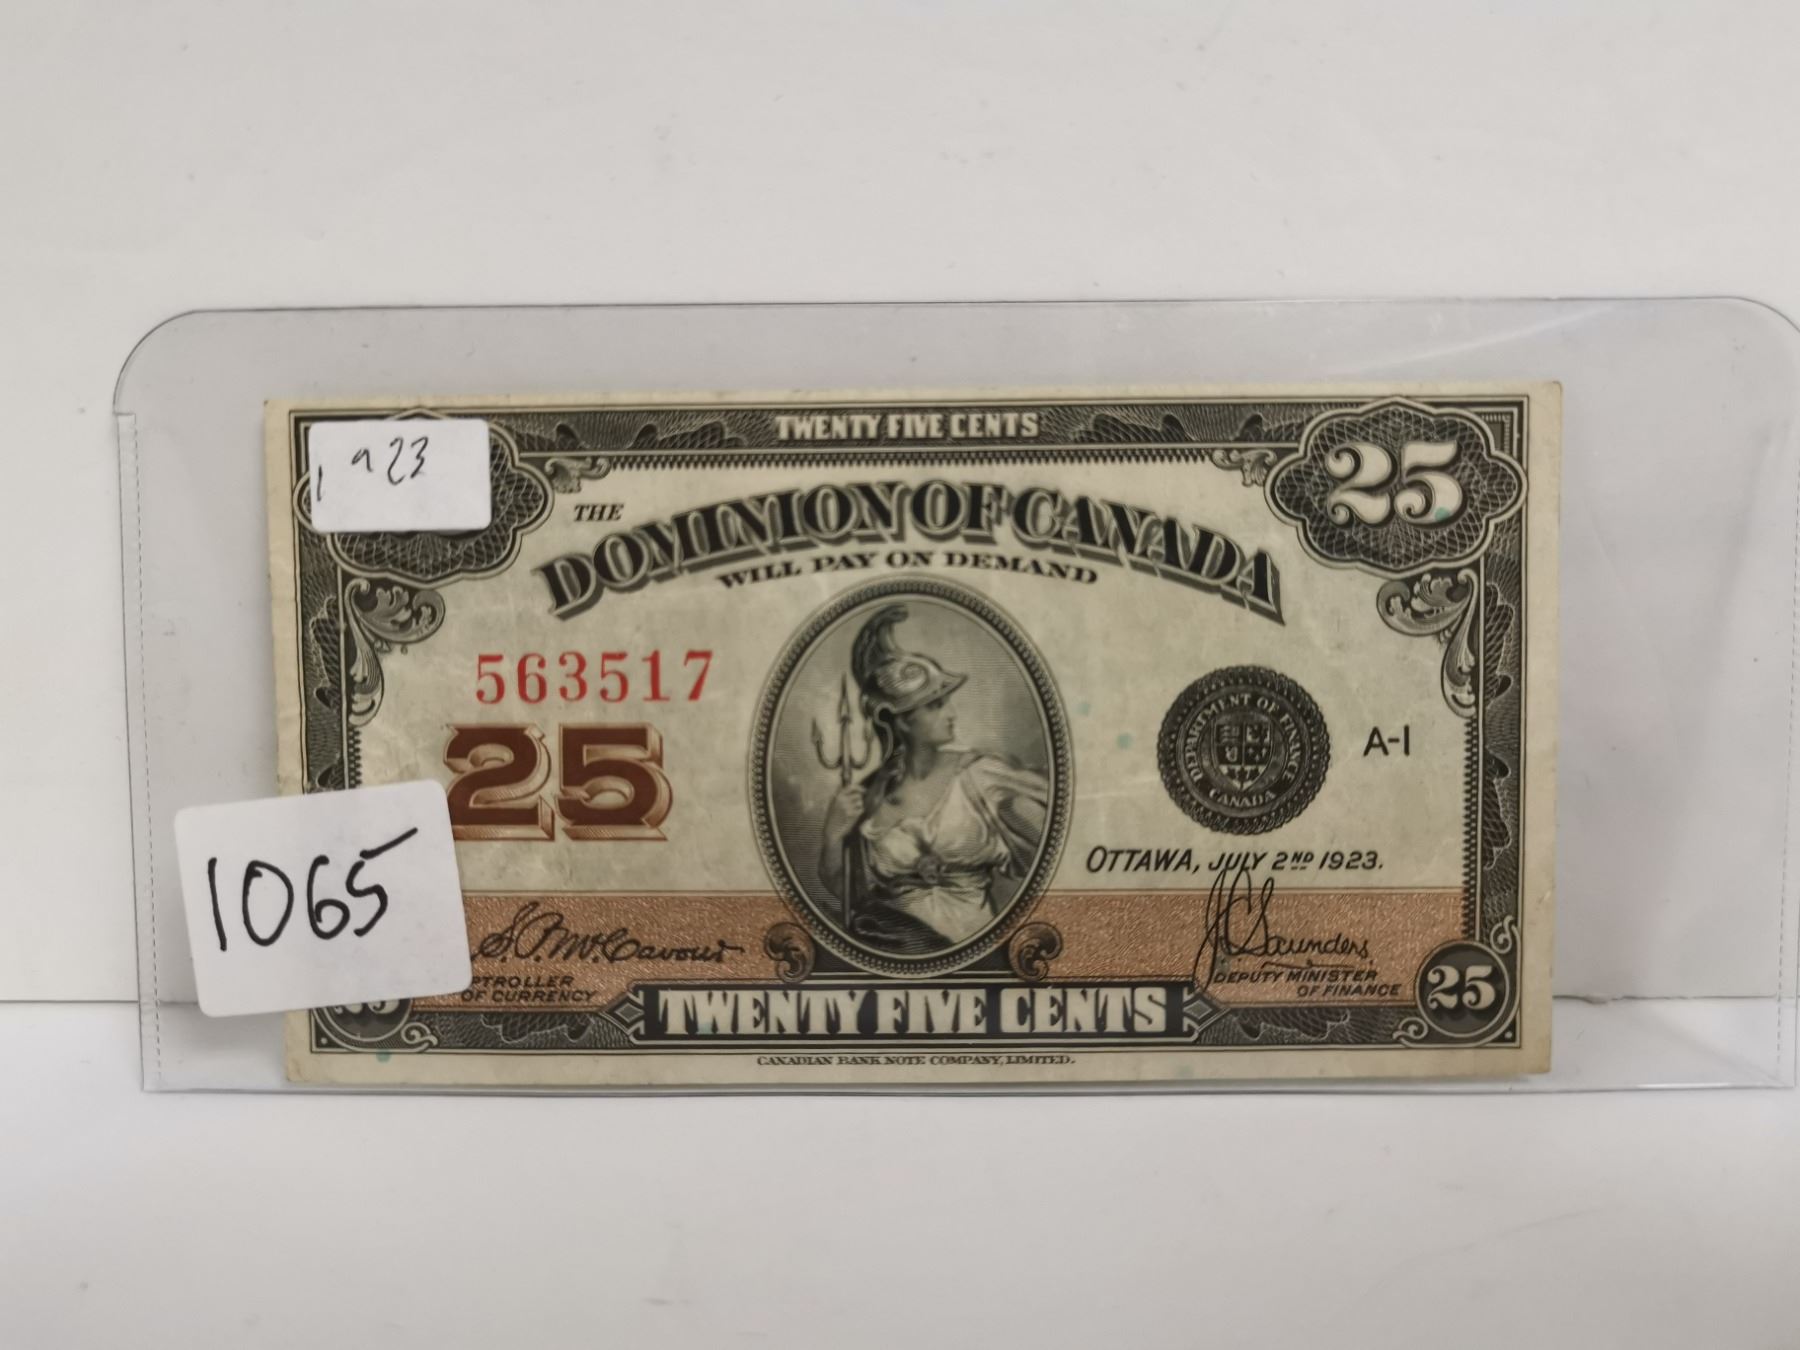 TWENTY FIVE CENTS
1923
25
THE
DOMINION OF CANADA
WILL PAY ON DEMAND
563517
25
DEPARTMENT OF FINANCE
CANADA
A-1
OTTAWA, JULY 2ND 1923.
1065
J.C. Saunders
PTROLLER
OF CURRENCY
DEPUTY MINISTER
OF FINANCE
25
25
TWENTY FIVE CENTS
CANADIAN BANK NOTE COMPANY, LIMITED.